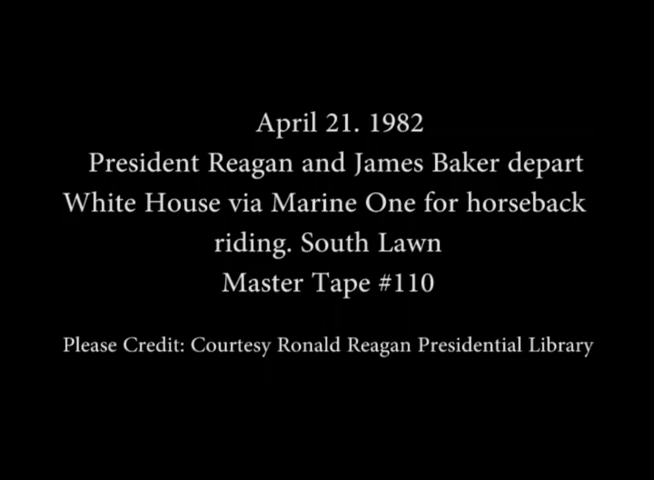 April 21. 1982
President Reagan and James Baker depart
White House via Marine One for horseback
riding. South Lawn
Master Tape #110
Please Credit: Courtesy Ronald Reagan Presidential Library